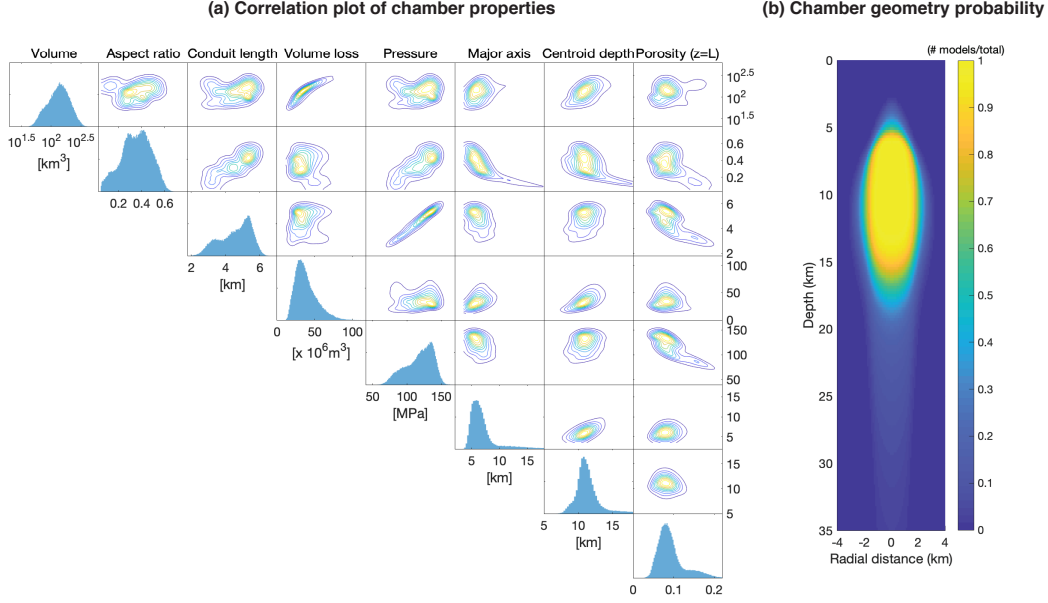 (a) Correlation plot of chamber properties
(b) Chamber geometry probability
Volume Aspect ratio Conduit length Volume loss Pressure Major axis Centroid depth Porosity (z=L)
10^2.5
10^2
10^1.5
10^1.5 10^2 10^2.5
[km^3]
0.6
0.4
0.2
0.2 0.4 0.6
6
4
2
2 4 6
[km]
100
50
0
0 50 100
[x 10^6m^3]
150
100
50
50 100 150
[MPa]
15
10
5
5 10 15
[km]
15
10
5
5 10 15
[km]
0 0.1 0.2
(# models/total)
0
5
10
15
20
25
30
35
Depth (km)
-4 -2 0 2 4
Radial distance (km)
1
0.9
0.8
0.7
0.6
0.5
0.4
0.3
0.2
0.1
0